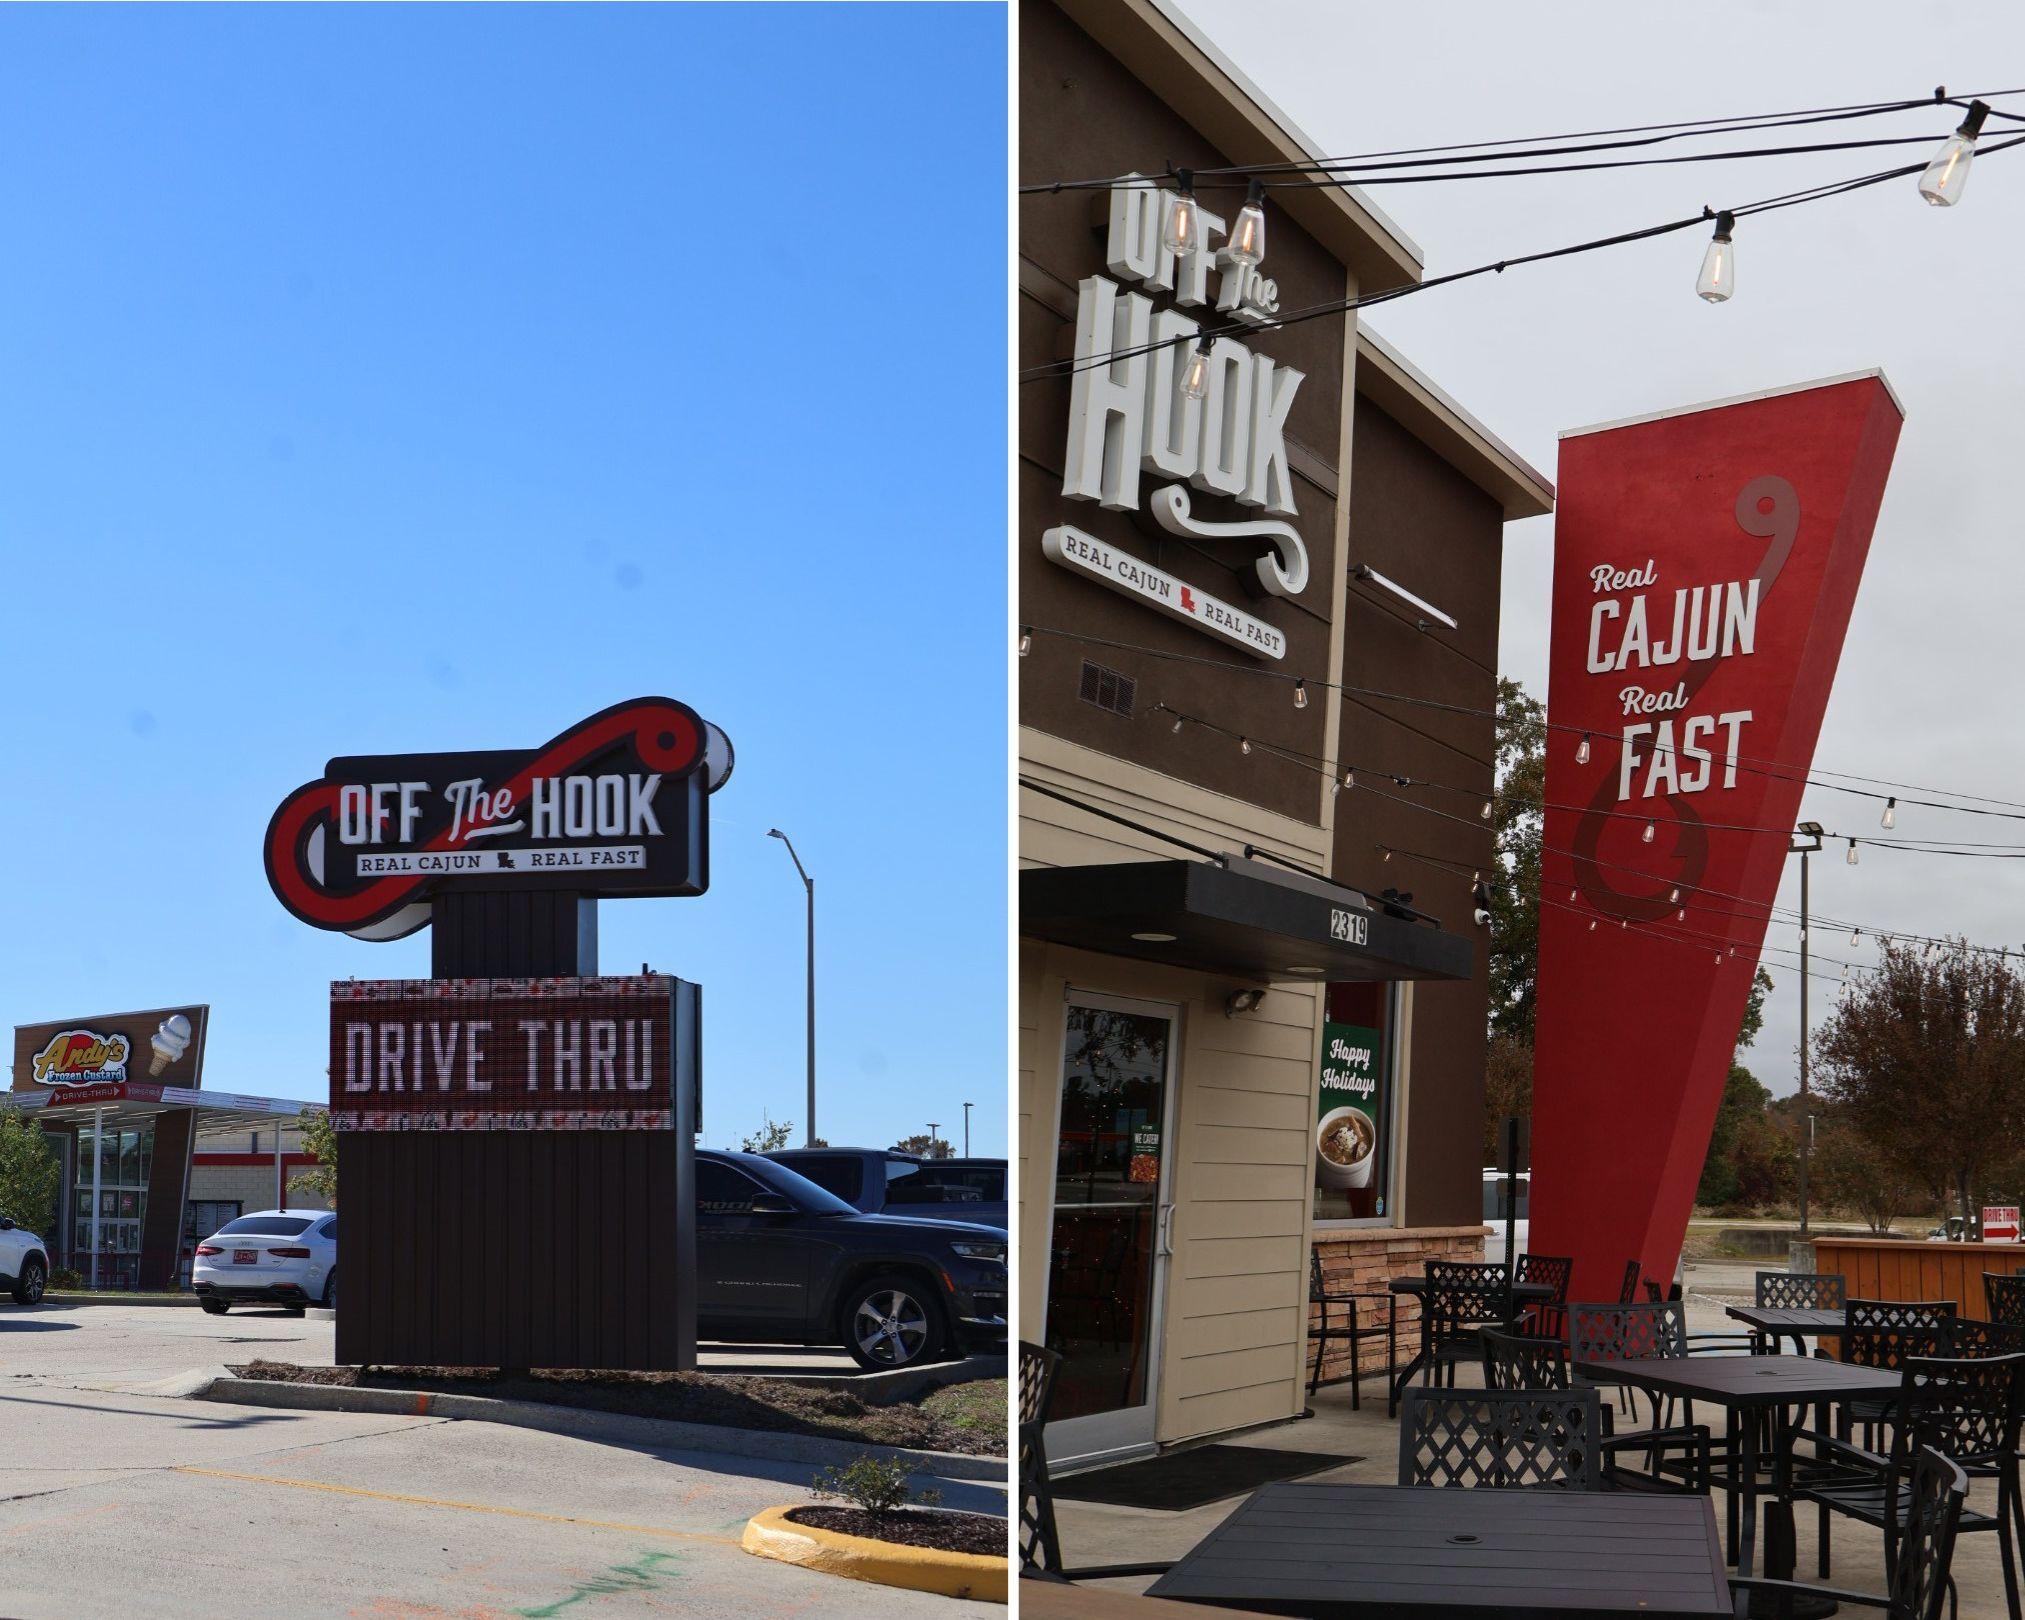 OFF The HOOK
REAL CAJUN REAL FAST
DRIVE THRU
Andy's
Frozen Custard
DRIVE-THRU
OFF The
HOOK
REAL CAJUN REAL FAST
Real
CAJUN
Real
FAST
2319
Happy
Holidays
WE CATER!
DRIVE THRU